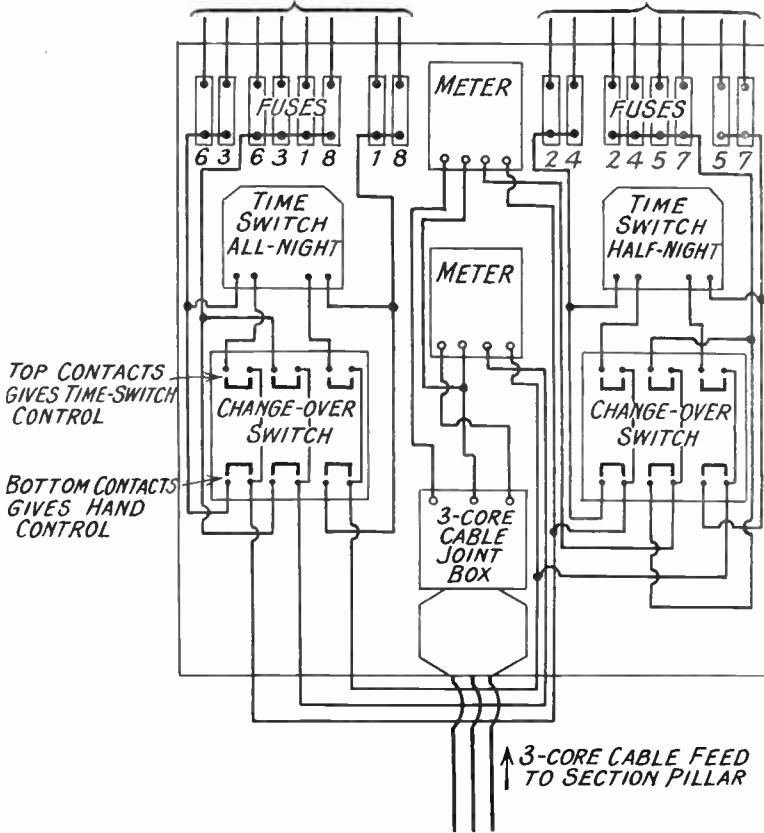 METER
FUSES
FUSES
6 3 6 3 1 8 1 8
2 4 2 4 5 7 5 7
TIME
SWITCH
ALL-NIGHT
METER
TIME
SWITCH
HALF-NIGHT
TOP CONTACTS
GIVES TIME-SWITCH
CONTROL
CHANGE-OVER
SWITCH
CHANGE-OVER
SWITCH
BOTTOM CONTACTS
GIVES HAND
CONTROL
3-CORE
CABLE
JOINT
BOX
3-CORE CABLE FEED
TO SECTION PILLAR